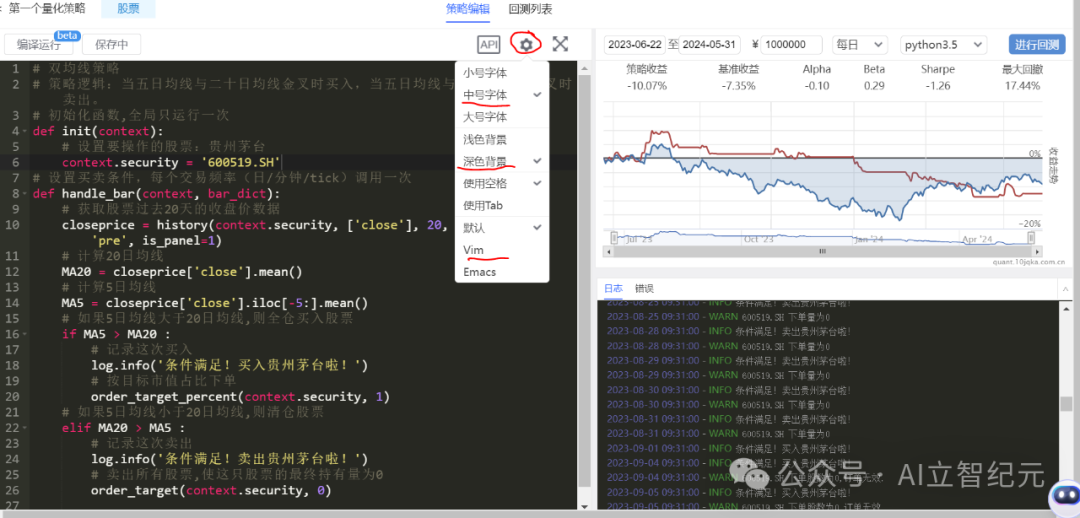 第一个量化策略 股票 策略编辑 回测列表
编译运行 beta 保存中 API
2023-06-22 至 2024-05-31 ¥ 1000000 每日 python3.5 进行回测
1 # 双均线策略
2 # 策略逻辑：当五日均线与二十日均线金叉时买入，当五日均线与 叉时
卖出。
3 # 初始化函数,全局只运行一次
4 def init(context):
5 # 设置要操作的股票：贵州茅台
6 context.security = '600519.SH'
7 # 设置买卖条件，每个交易频率（日/分钟/tick）调用一次
8 def handle_bar(context, bar_dict):
9 # 获取股票过去20天的收盘价数据
10 closeprice = history(context.security, ['close'], 20,
'pre', is_panel=1)
11 # 计算20日均线
12 MA20 = closeprice['close'].mean()
13 # 计算5日均线
14 MA5 = closeprice['close'].iloc[-5:].mean()
15 # 如果5日均线大于20日均线,则全仓买入股票
16 if MA5 > MA20 :
17 # 记录这次买入
18 log.info('条件满足！买入贵州茅台啦！')
19 # 按目标市值占比下单
20 order_target_percent(context.security, 1)
21 # 如果5日均线小于20日均线,则清仓股票
22 elif MA20 > MA5 :
23 # 记录这次卖出
24 log.info('条件满足！卖出贵州茅台啦！')
25 # 卖出所有股票,使这只股票的最终持有量为0
26 order_target(context.security, 0)
27
小号字体
中号字体
大号字体
浅色背景
深色背景
使用空格
使用Tab
默认
Vim
Emacs
策略收益 基准收益 Alpha Beta Sharpe 最大回撤
-10.07% -7.35% -0.10 0.29 -1.26 17.44%
0%
收益走势
-20%
Jul '23 Oct '23 Jan '24 Apr '24
quant.10jqka.com.cn
日志 错误
2023-08-25 09:31:00 - INFO 条件满足！卖出贵州茅台啦！
2023-08-25 09:31:00 - WARN 600519.SH 下单量为0
2023-08-28 09:31:00 - INFO 条件满足！卖出贵州茅台啦！
2023-08-28 09:31:00 - WARN 600519.SH 下单量为0
2023-08-29 09:31:00 - INFO 条件满足！卖出贵州茅台啦！
2023-08-29 09:31:00 - WARN 600519.SH 下单量为0
2023-08-30 09:31:00 - INFO 条件满足！卖出贵州茅台啦！
2023-08-30 09:31:00 - WARN 600519.SH 下单量为0
2023-08-31 09:31:00 - INFO 条件满足！卖出贵州茅台啦！
2023-08-31 09:31:00 - WARN 600519.SH 下单量为0
2023-09-01 09:31:00 - INFO 条件满足！买入贵州茅台啦！
2023-09-04 09:31:00 - INFO 条件满足！买入贵州茅台啦！
2023-09-04 09:31:00 - WARN 600519.SH 下单股数为0,订单无效.
2023-09-05 09:31:00 - INFO 条件满足！买入贵州茅台啦！
2023-09-05 09:31:00 - WARN 600519.SH 下单股数为0,订单无效.
公众号 · AI立智纪元